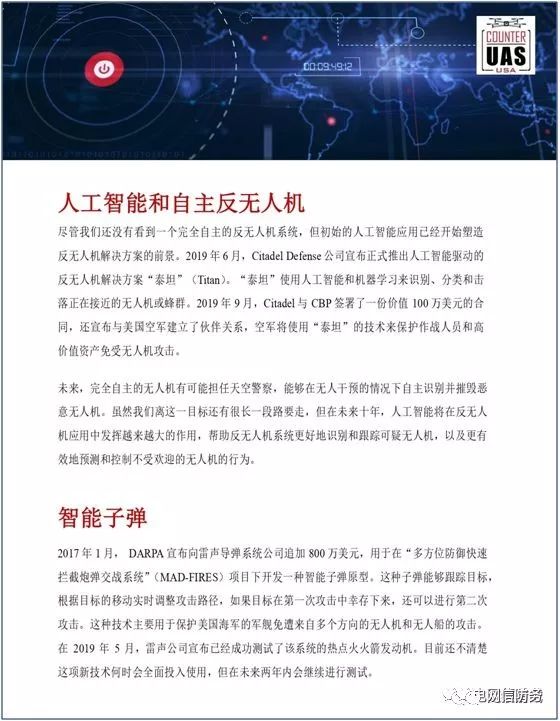 COUNTER
UAS
USA
00:09:49:12
人工智能和自主反无人机
尽管我们还没有看到一个完全自主的反无人机系统，但初始的人工智能应用已经开始塑造
反无人机解决方案的前景。2019 年 6 月，Citadel Defense 公司宣布正式推出人工智能驱动的
反无人机解决方案“泰坦”（Titan）。“泰坦”使用人工智能和机器学习来识别、分类和击
落正在接近的无人机或蜂群。2019 年 9 月，Citadel 与 CBP 签署了一份价值 100 万美元的合
同，还宣布与美国空军建立了伙伴关系，空军将使用“泰坦”的技术来保护作战人员和高
价值资产免受无人机攻击。
未来，完全自主的无人机有可能担任天空警察，能够在无人干预的情况下自主识别并摧毁恶
意无人机。虽然我们离这一目标还有很长一段路要走，但在未来十年，人工智能将在反无人
机应用中发挥越来越大的作用，帮助反无人机系统更好地识别和跟踪可疑无人机，以及更有
效地预测和控制不受欢迎的无人机的行为。
智能子弹
2017 年 1 月， DARPA 宣布向雷声导弹系统公司追加 800 万美元，用于在“多方位防御快速
拦截炮弹交战系统”（MAD-FIRES）项目下开发一种智能子弹原型。这种子弹能够跟踪目标，
根据目标的移动实时调整攻击路径，如果目标在第一次攻击中幸存下来，还可以进行第二次
攻击。这种技术主要用于保护美国海军的军舰免遭来自多个方向的无人机和无人船的攻击。
在 2019 年 5 月，雷声公司宣布已经成功测试了该系统的热点火火箭发动机。目前还不清楚
这项新技术何时会全面投入使用，但在未来两年内会继续进行测试。
电网信防务